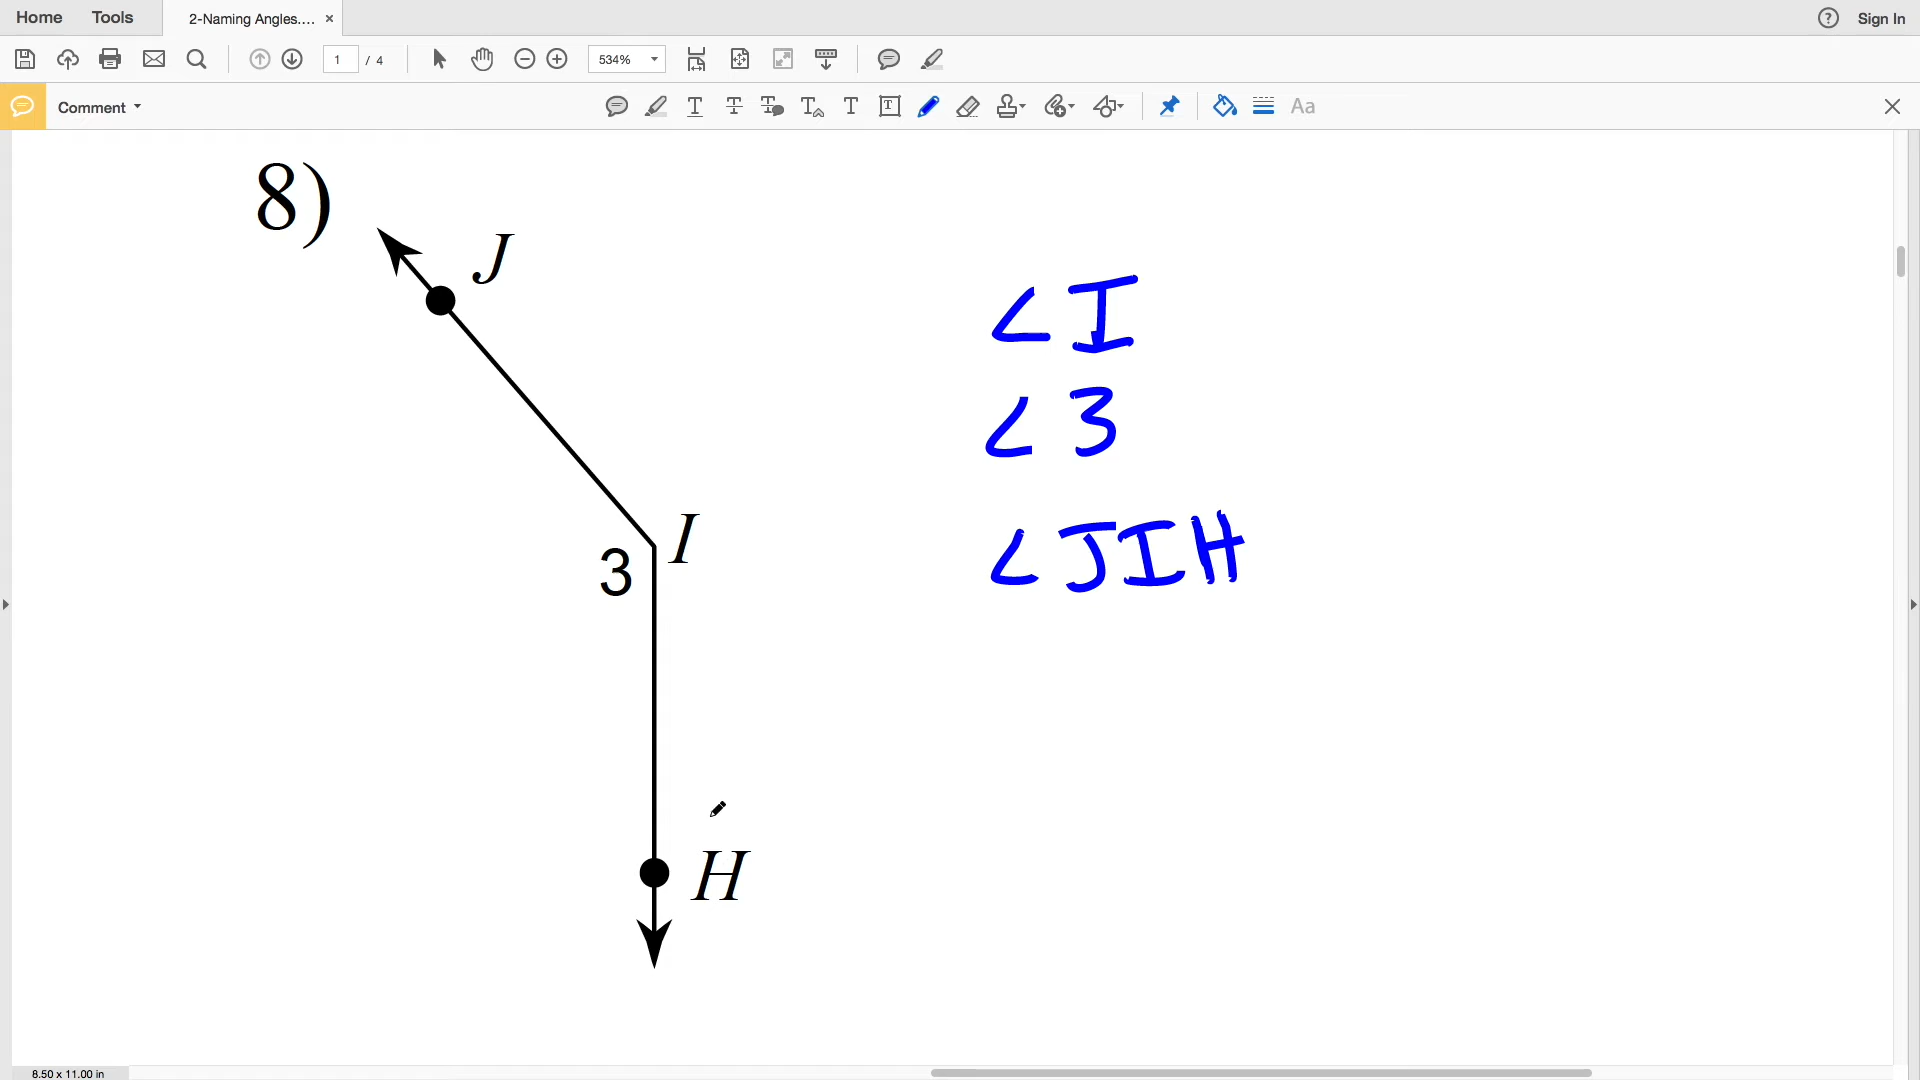 Home Tools 2-Naming Angles.... × ? Sign In
1 / 4 534%
Comment T T T T T T Aa
8)
J
∠I
∠3
I
3
∠JIH
H
8.50 x 11.00 in